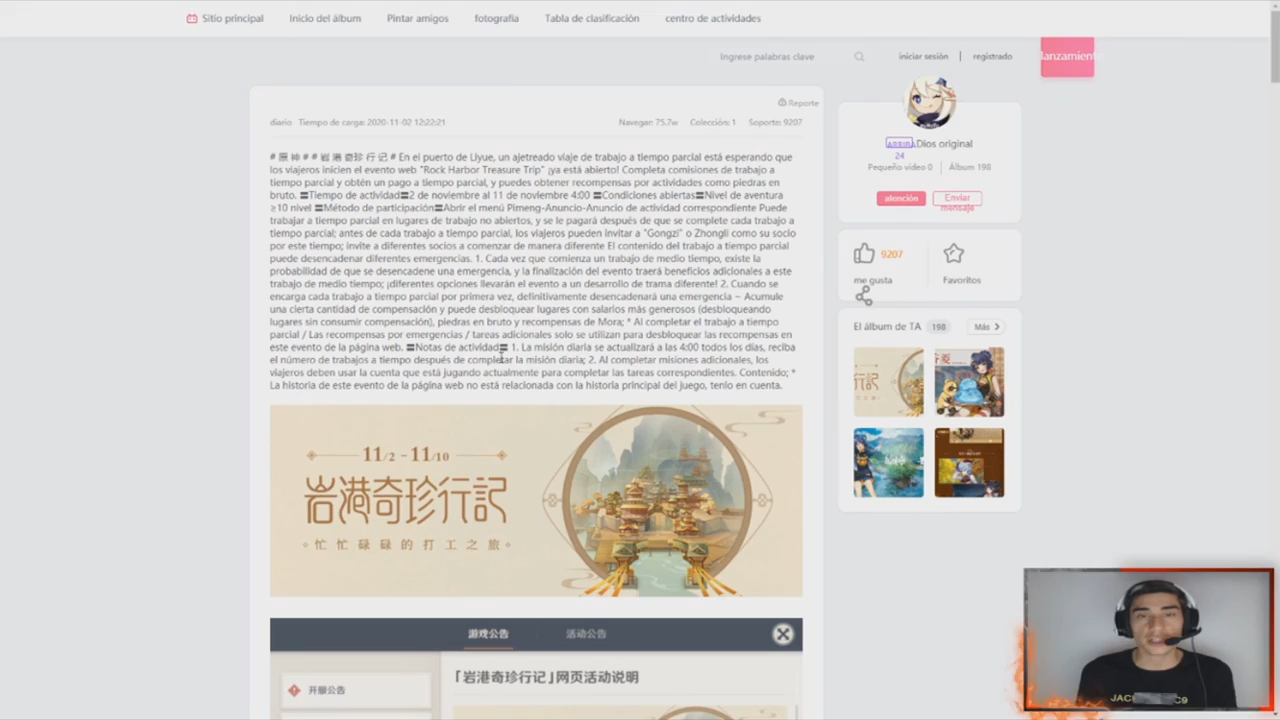 Sitio principal
Inicio del álbum
Pintar amigos
fotografía
Tabla de clasificación
centro de actividades
Ingrese palabras clave
iniciar sesión
registrado
lanzamient
Reporte
diario Tiempo de carga: 2020-11-02 12:22:21
Navegar: 75.7w Colección: 1 Soporte: 9207
# 原 神 # # 岩 港 奇珍 行 记 # En el puerto de Liyue, un ajetreado viaje de trabajo a tiempo parcial está esperando que
los viajeros inicien el evento web "Rock Harbor Treasure Trip" ¡ya está abierto! Completa comisiones de trabajo a
tiempo parcial y obtén un pago a tiempo parcial, y puedes obtener recompensas por actividades como piedras en
bruto. 〓Tiempo de actividad〓2 de noviembre al 11 de noviembre 4:00 〓Condiciones abiertas〓Nivel de aventura
≥10 nivel 〓Método de participación〓Abrir el menú Pimeng-Anuncio-Anuncio de actividad correspondiente Puede
trabajar a tiempo parcial en lugares de trabajo no abiertos, y se le pagará después de que se complete cada trabajo a
tiempo parcial; antes de cada trabajo a tiempo parcial, los viajeros pueden invitar a "Gongzi" o Zhongli como su socio
por este tiempo; invite a diferentes socios a comenzar de manera diferente El contenido del trabajo a tiempo parcial
puede desencadenar diferentes emergencias. 1. Cada vez que comienza un trabajo de medio tiempo, existe la
probabilidad de que se desencadene una emergencia, y la finalización del evento traerá beneficios adicionales a este
trabajo de medio tiempo; ¡diferentes opciones llevarán el evento a un desarrollo de trama diferente! 2. Cuando se
encarga cada trabajo a tiempo parcial por primera vez, definitivamente desencadenará una emergencia ~ Acumule
una cierta cantidad de compensación y puede desbloquear lugares con salarios más generosos (desbloqueando
lugares sin consumir compensación), piedras en bruto y recompensas de Mora; * Al completar el trabajo a tiempo
parcial / Las recompensas por emergencias / tareas adicionales solo se utilizan para desbloquear las recompensas en
este evento de la página web. 〓Notas de actividad〓 1. La misión diaria se actualizará a las 4:00 todos los días, reciba
el número de trabajos a tiempo después de completar la misión diaria; 2. Al completar misiones adicionales, los
viajeros deben usar la cuenta que está jugando actualmente para completar las tareas correspondientes. Contenido; *
La historia de este evento de la página web no está relacionada con la historia principal del juego, tenlo en cuenta.
11/2 - 11/10
岩港奇珍行記
忙忙碌碌的打工之旅
游戏公告
活动公告
开服公告
「岩港奇珍行记」网页活动说明
Dios original
24
Pequeño vídeo 0
Álbum 198
atención
Enviar
mensaje
9207
me gusta
Favoritos
El álbum de TA 198
Más